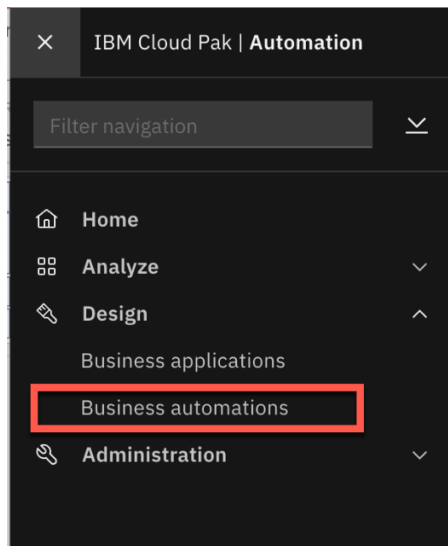 IBM Cloud Pak | Automation
Filter navigation
Home
Analyze
Design
Business applications
Business automations
Administration